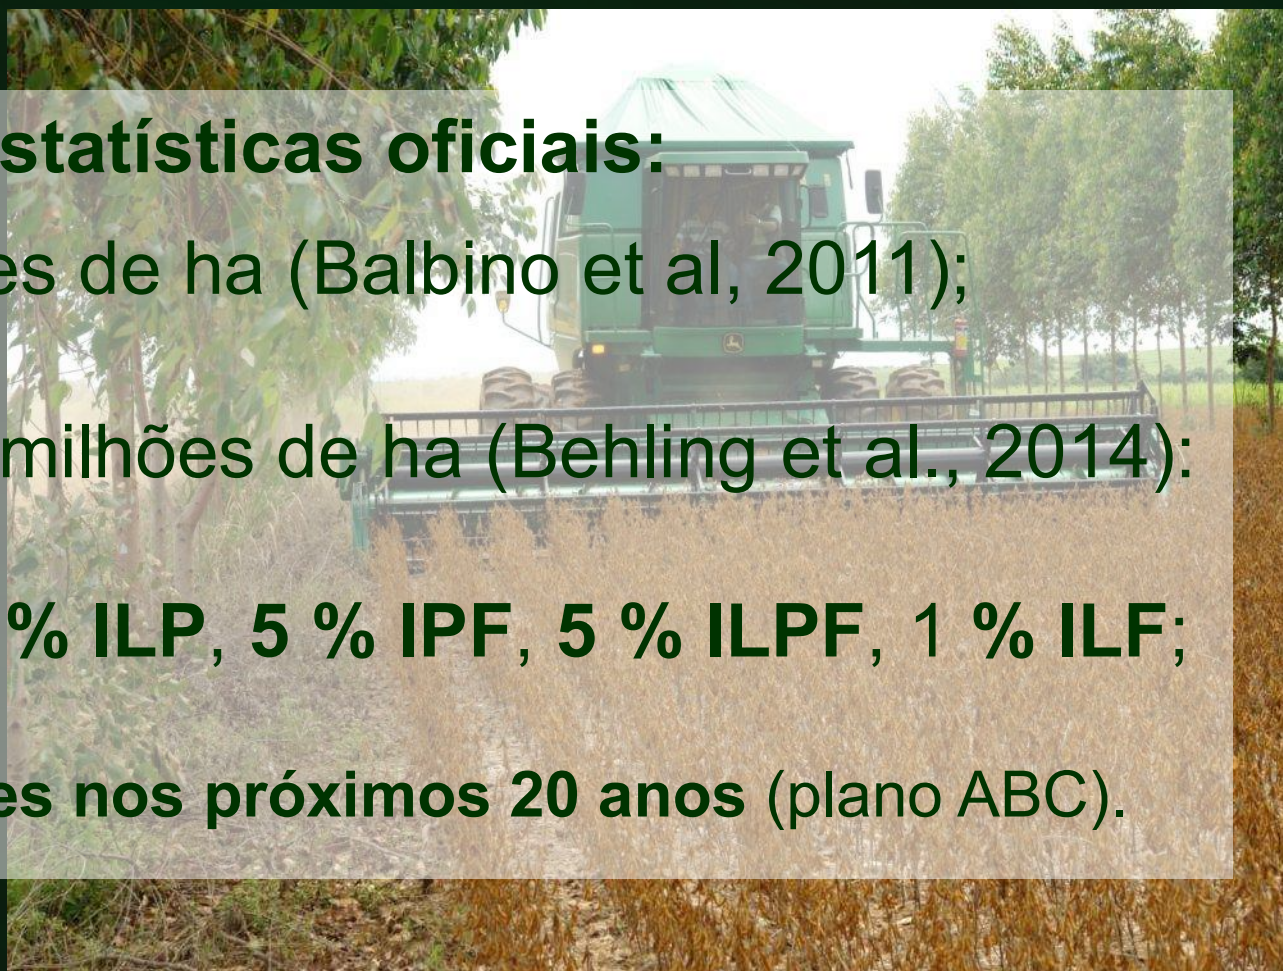 statísticas oficiais:
es de ha (Balbino et al, 2011);
milhões de ha (Behling et al., 2014):
% ILP, 5 % IPF, 5 % ILPF, 1 % ILF;
es nos próximos 20 anos (plano ABC).